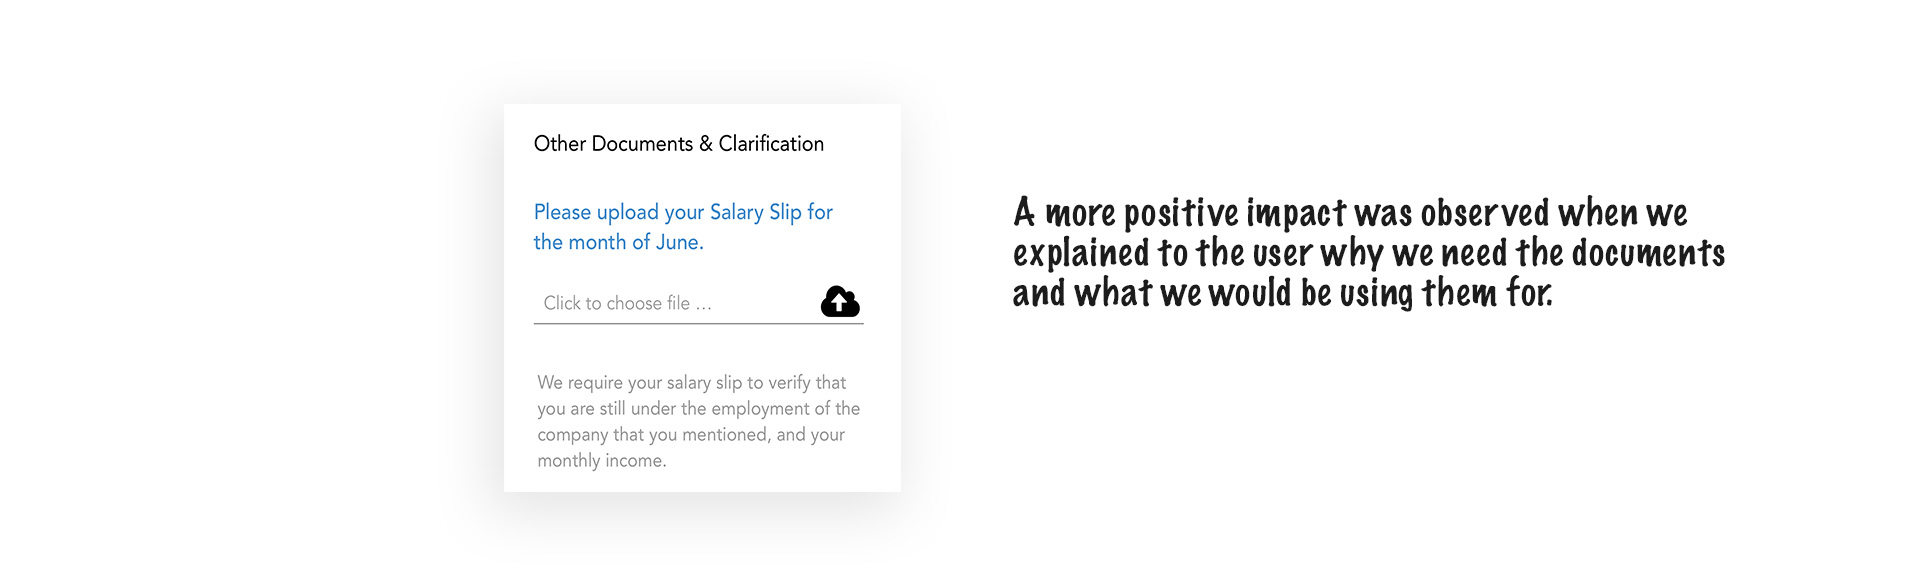 Other Documents & Clarification
Please upload your Salary Slip for
the month of June.
Click to choose file ...
We require your salary slip to verify that
you are still under the employment of the
company that you mentioned, and your
monthly income.
A more positive impact was observed when we
explained to the user why we need the documents
and what we would be using them for.